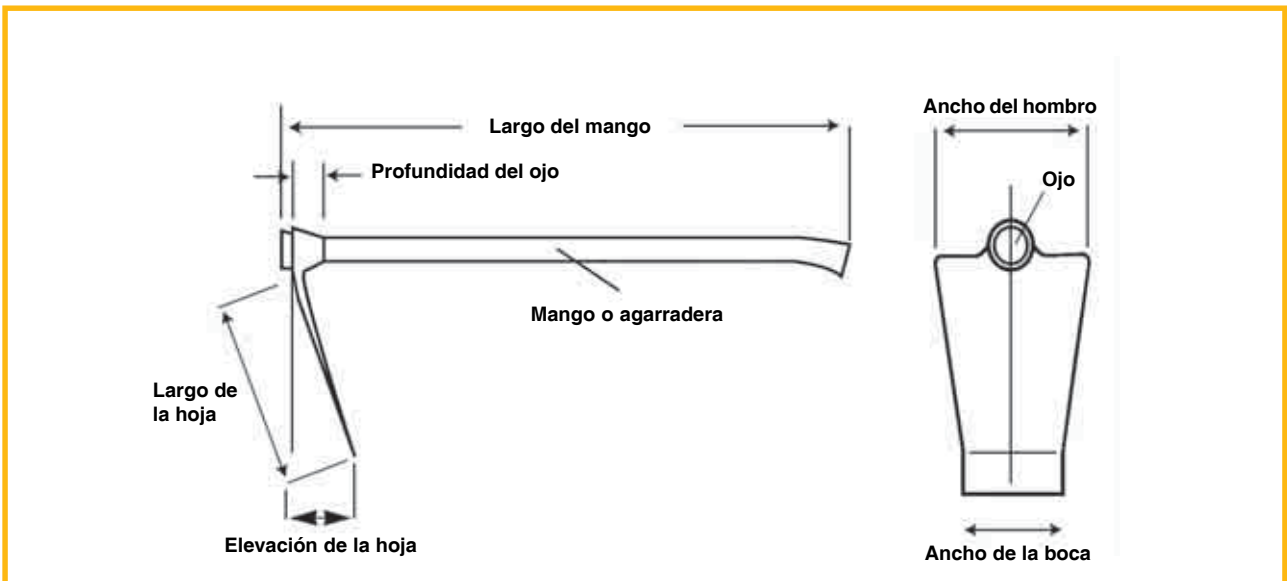 Ancho del hombro
Largo del mango
Profundidad del ojo
Ojo
Mango o agarradera
Largo de
la hoja
Elevación de la hoja
Ancho de la boca